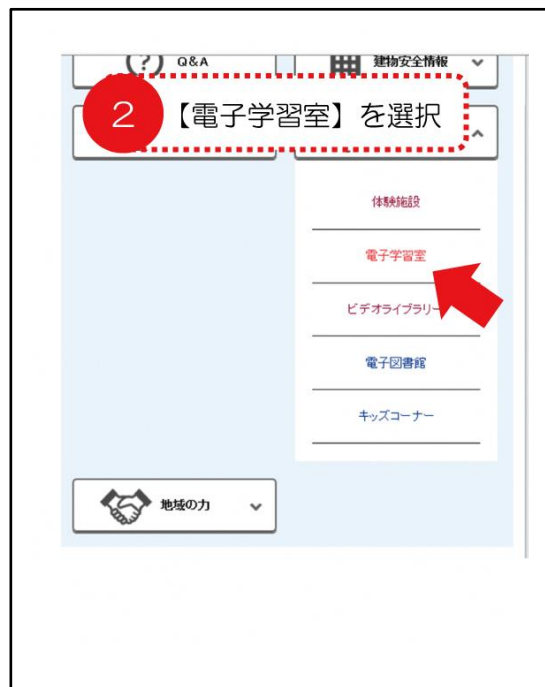 Q&A
建物安全情報
2 【電子学習室】を選択
体験施設
電子学習室
ビデオライブラリー
電子図書館
キッズコーナー
地域の力